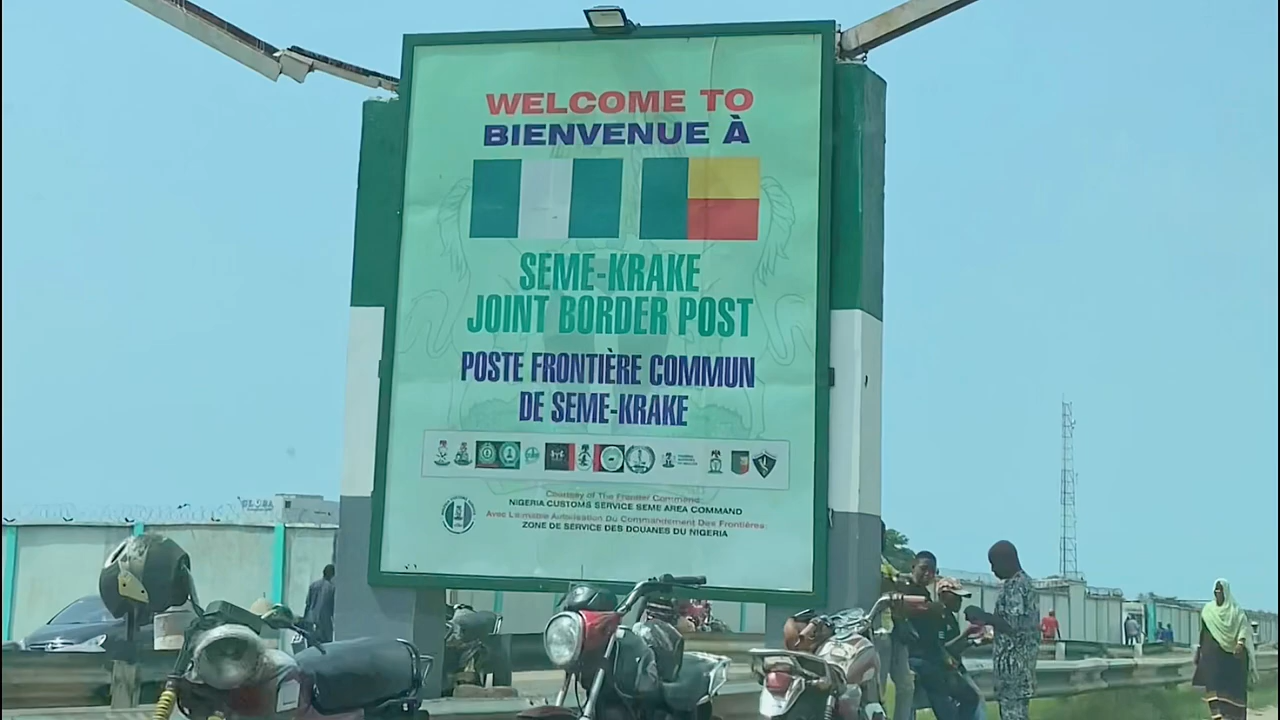 WELCOME TO
BIENVENUE À
SEME-KRAKE
JOINT BORDER POST
POSTE FRONTIÈRE COMMUN
DE SEME-KRAKE
Courtesy of The Frontier Command
NIGERIA CUSTOMS SERVICE SEME AREA COMMAND
Avec Laimable Autorisation Du Commandement Des Frontières
ZONE DE SERVICE DES DOUANES DU NIGERIA